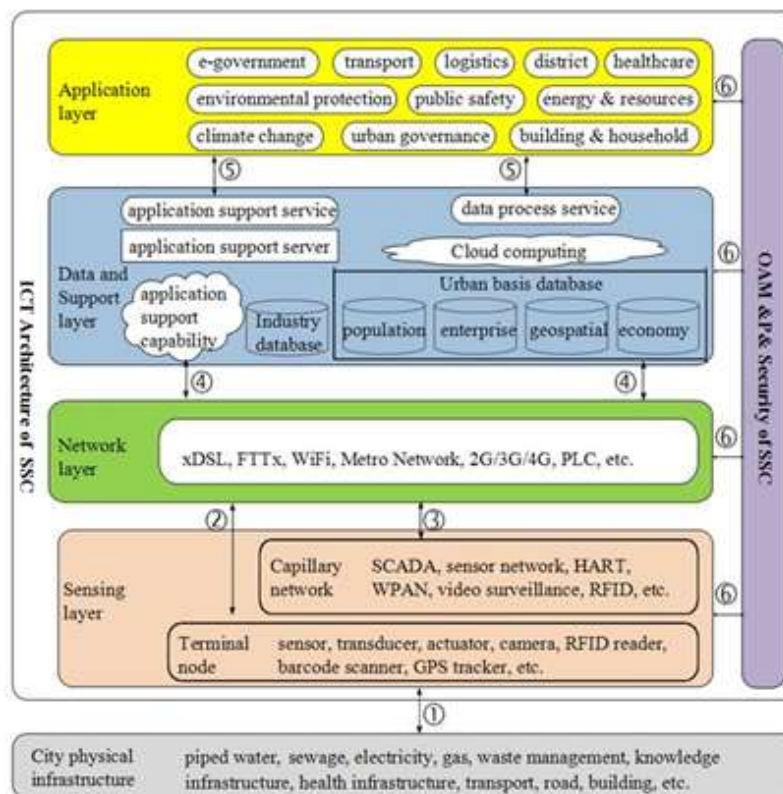 e-government
transport
logistics
district
healthcare
Application
layer
environmental protection
public safety
energy & resources
climate change
urban governance
building & household
⑥
⑤
⑤
application support service
data process service
application support server
Cloud computing
⑥
Data and
Support
layer
application
support
capability
Industry
database
Urban basis database
population
enterprise
geospatial
economy
④
④
Network
layer
xDSL, FTTx, WiFi, Metro Network, 2G/3G/4G, PLC, etc.
⑥
②
③
Sensing
layer
Capillary
network
SCADA, sensor network, HART,
WPAN, video surveillance, RFID, etc.
⑥
Terminal
node
sensor, transducer, actuator, camera, RFID reader,
barcode scanner, GPS tracker, etc.
①
City physical
infrastructure
piped water, sewage, electricity, gas, waste management, knowledge
infrastructure, health infrastructure, transport, road, building, etc.
ICT Architecture of SSC
OAM &P& Security of SSC